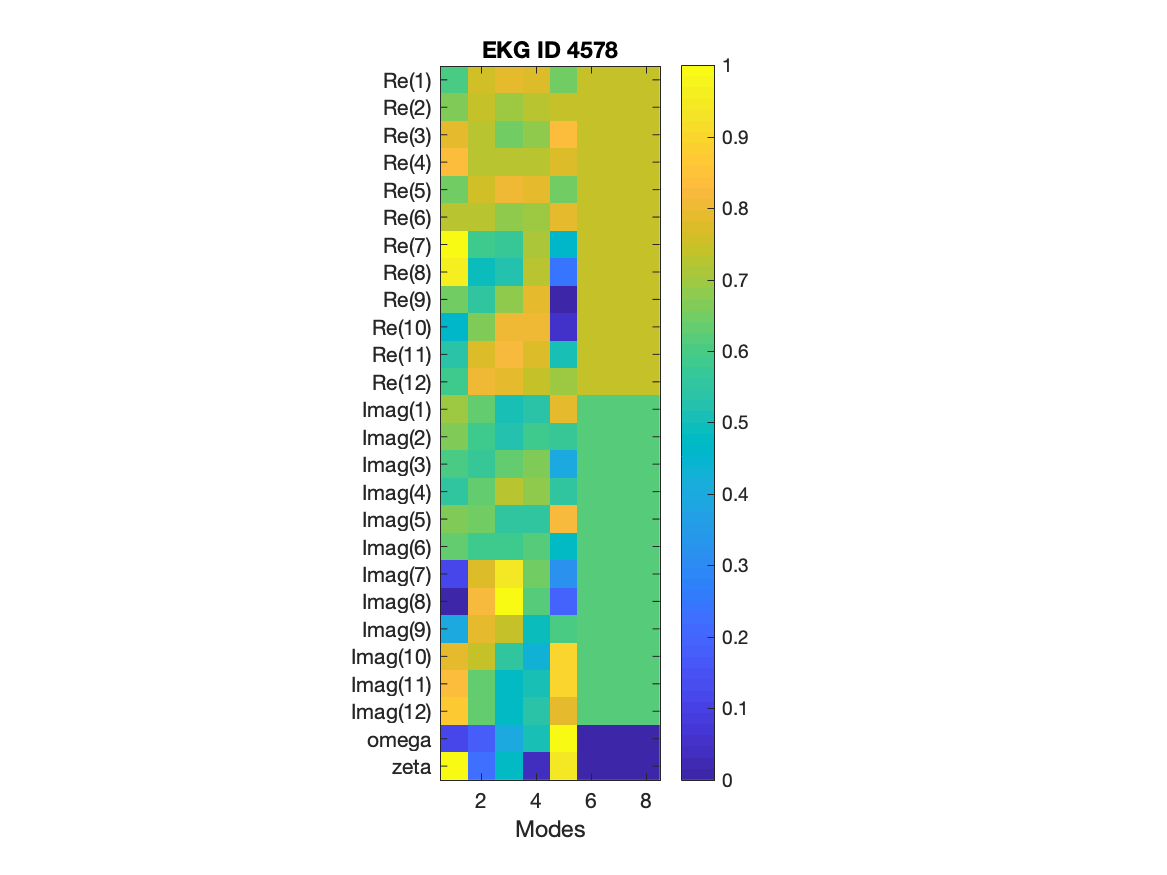 EKG ID 4578
Re(1)
Re(2)
Re(3)
Re(4)
Re(5)
Re(6)
Re(7)
Re(8)
Re(9)
Re(10)
Re(11)
Re(12)
Imag(1)
Imag(2)
Imag(3)
Imag(4)
Imag(5)
Imag(6)
Imag(7)
Imag(8)
Imag(9)
Imag(10)
Imag(11)
Imag(12)
omega
zeta
2 4 6 8
Modes
1
0.9
0.8
0.7
0.6
0.5
0.4
0.3
0.2
0.1
0